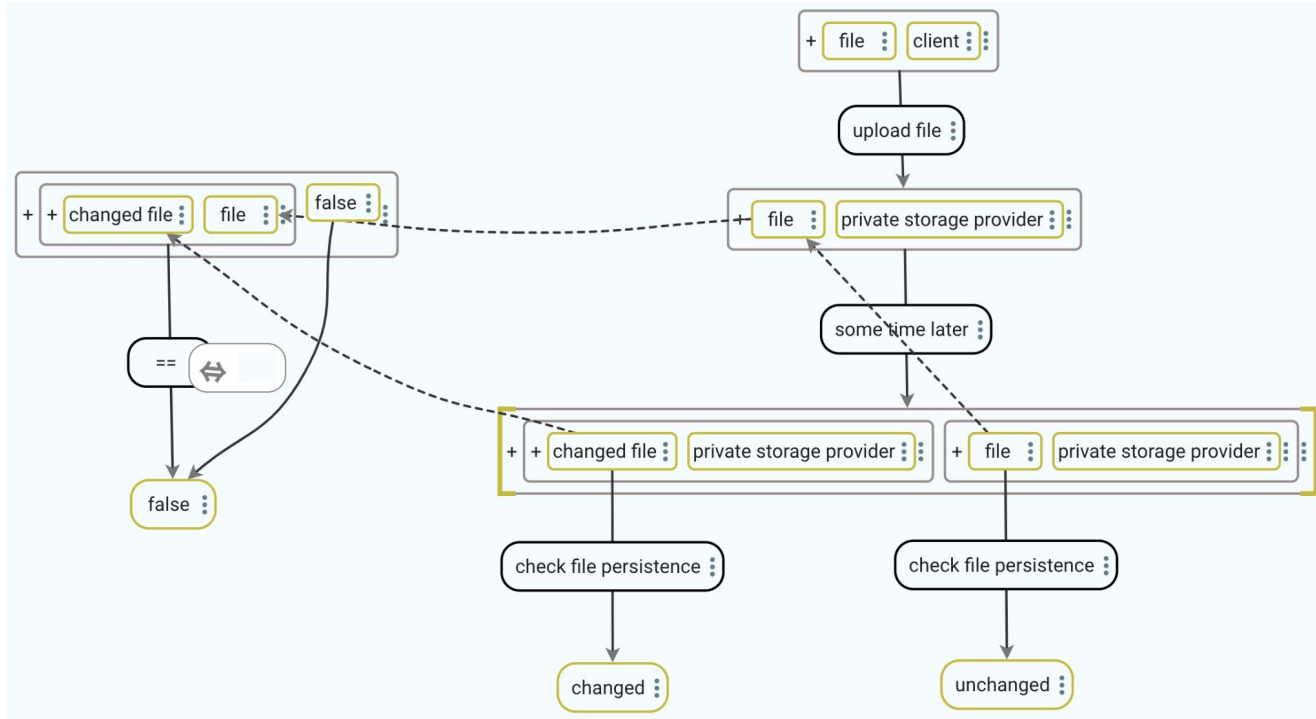 + file client
upload file
+ + changed file file false
+ file private storage provider
some time later
==
+ + changed file private storage provider + file private storage provider
false
check file persistence
check file persistence
changed
unchanged